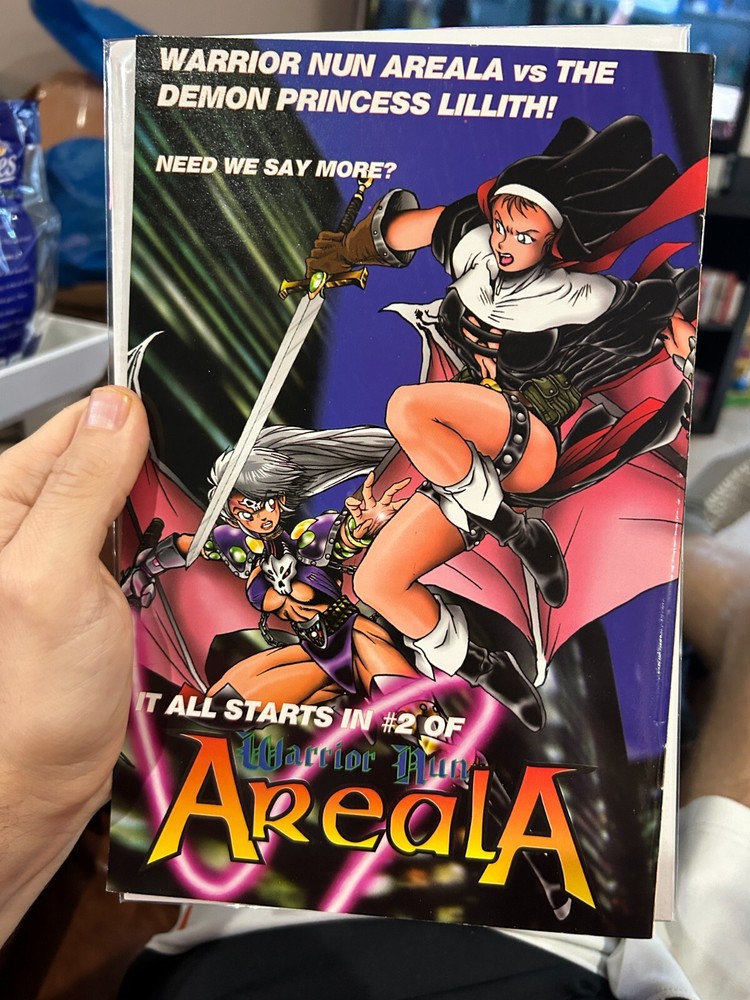 WARRIOR NUN AREALA vs THE
DEMON PRINCESS LILLITH!
NEED WE SAY MORE?
IT ALL STARTS IN #2 OF
Warrior Nun
AREALA